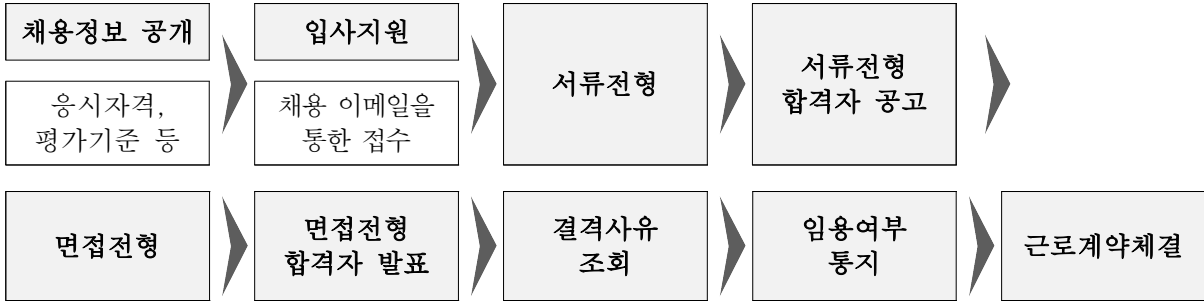 채용정보 공개
응시자격,
평가기준 등
입사지원
채용 이메일을
통한 접수
서류전형
서류전형
합격자 공고
면접전형
면접전형
합격자 발표
결격사유
조회
임용여부
통지
근로계약체결